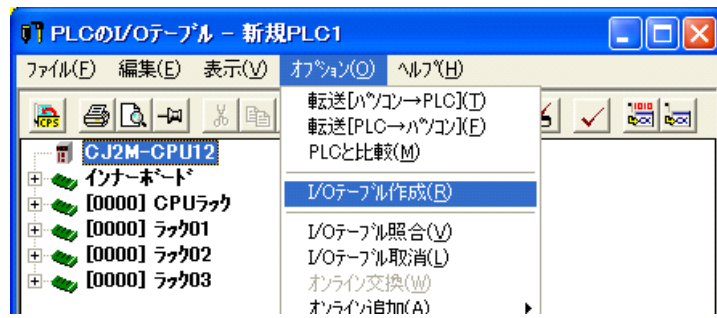 PLCのI/Oテーブル - 新規PLC1
ファイル(F) 編集(E) 表示(V) オプション(O) ヘルプ(H)
転送[パソコン→PLC](T)
転送[PLC→パソコン](F)
PLCと比較(M)
I/Oテーブル作成(R)
I/Oテーブル照合(V)
I/Oテーブル取消(L)
オンライン交換(W)
オンライン追加(A)
CJ2M-CPU12
インナーボード
[0000] CPUラック
[0000] ラック01
[0000] ラック02
[0000] ラック03